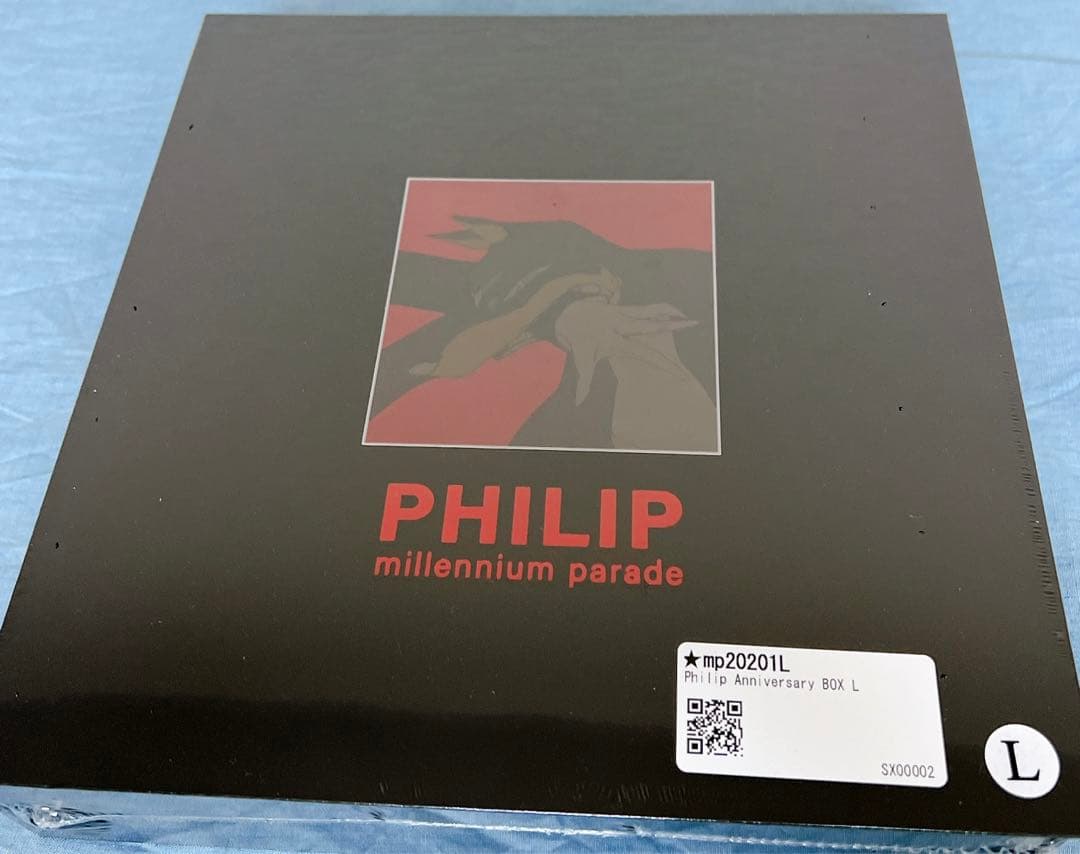 PHILIP
millennium parade
★mp20201L
Philip Anniversary BOX L
SX00002
L